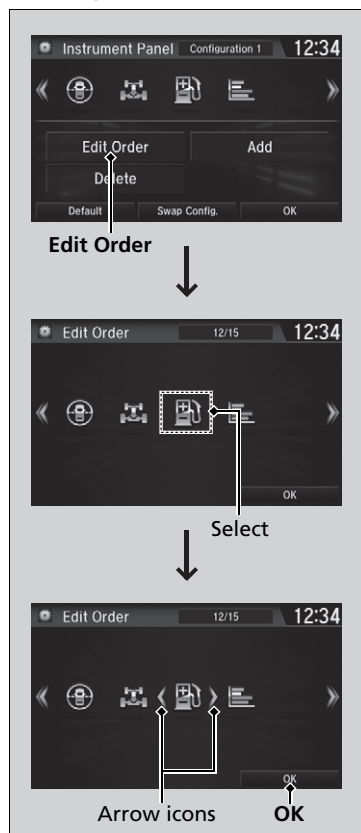 Instrument Panel Configuration 1 12:34
Edit Order Add
Delete
Default Swap Config. OK
Edit Order
Edit Order 12/15 12:34
OK
Select
Edit Order 12/15 12:34
OK
Arrow icons OK